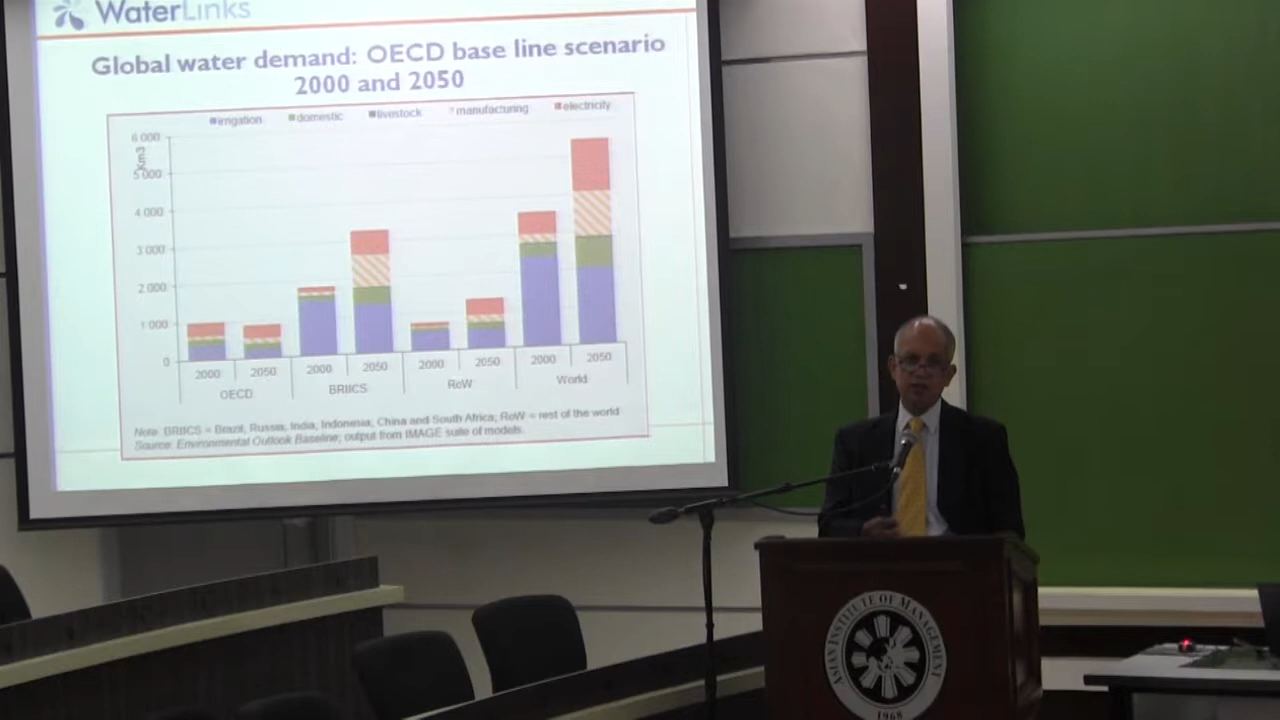 WaterLinks
Global water demand: OECD base line scenario
2000 and 2050
irrigation domestic livestock manufacturing electricity
Km3
6 000
5 000
4 000
3 000
2 000
1 000
0
2000 2050 2000 2050 2000 2050 2000 2050
OECD BRIICS RoW World
Note: BRIICS = Brazil, Russia, India, Indonesia, China and South Africa; RoW = rest of the world
Source: Environmental Outlook Baseline; output from IMAGE suite of models.
ASIAN INSTITUTE OF MANAGEMENT
1968